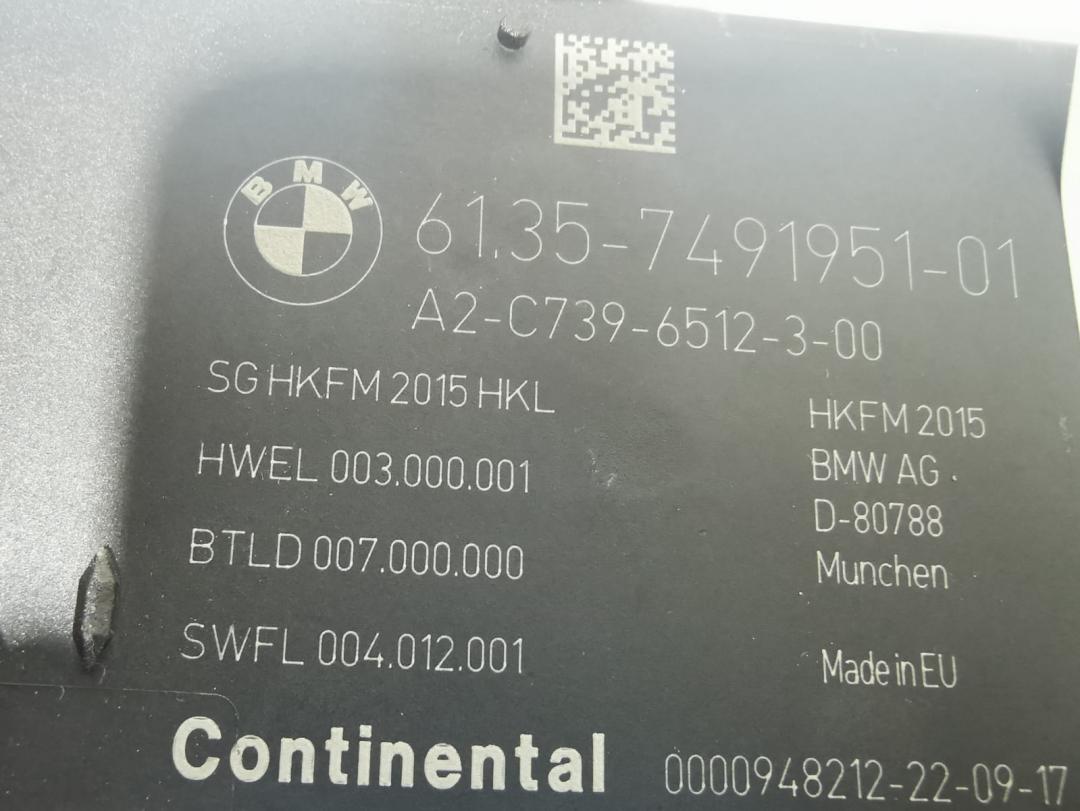 BMW
61.35-7491951-01
A2-C739-6512-3-00
SG HKFM 2015 HKL
HWEL 003.000.001
BTLD 007.000.000
SWFL 004.012.001
HKFM 2015
BMW AG
D-80788
Munchen
Made in EU
Continental
0000948212-22-09-17